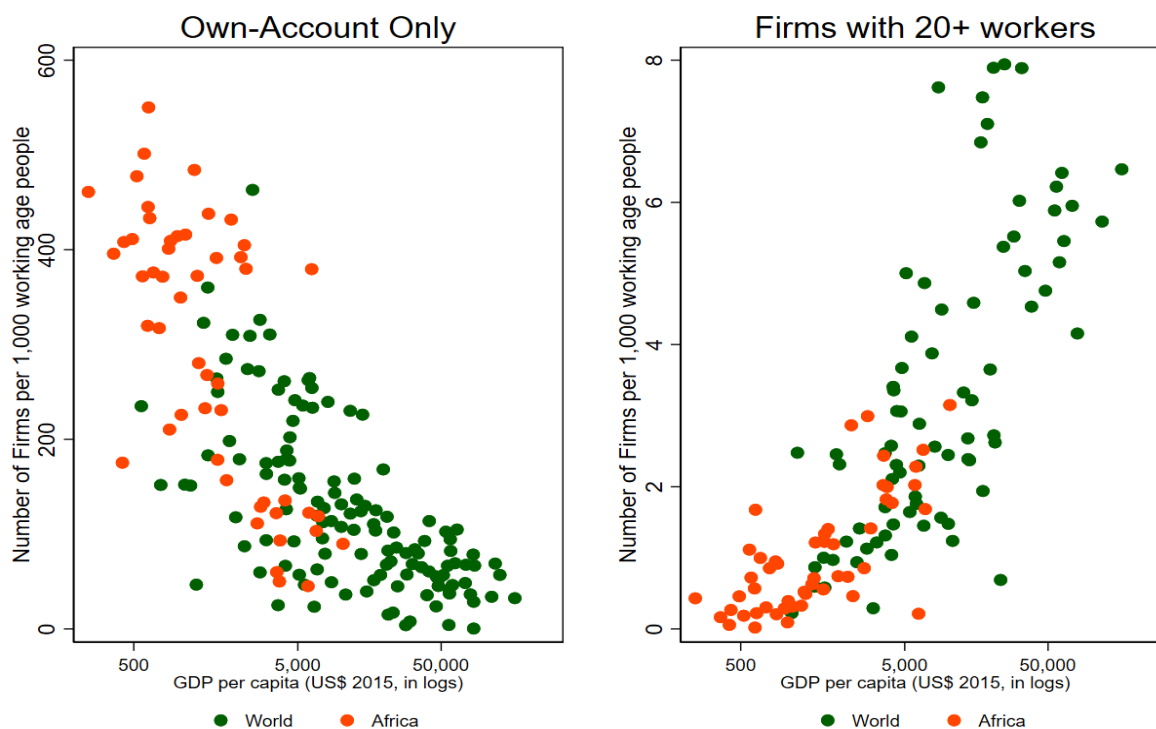 Own-Account Only
Number of Firms per 1,000 working age people
600
400
200
0
500
5,000
50,000
GDP per capita (US$ 2015, in logs)
World
Africa
Firms with 20+ workers
Number of Firms per 1,000 working age people
8
6
4
2
0
500
5,000
50,000
GDP per capita (US$ 2015, in logs)
World
Africa